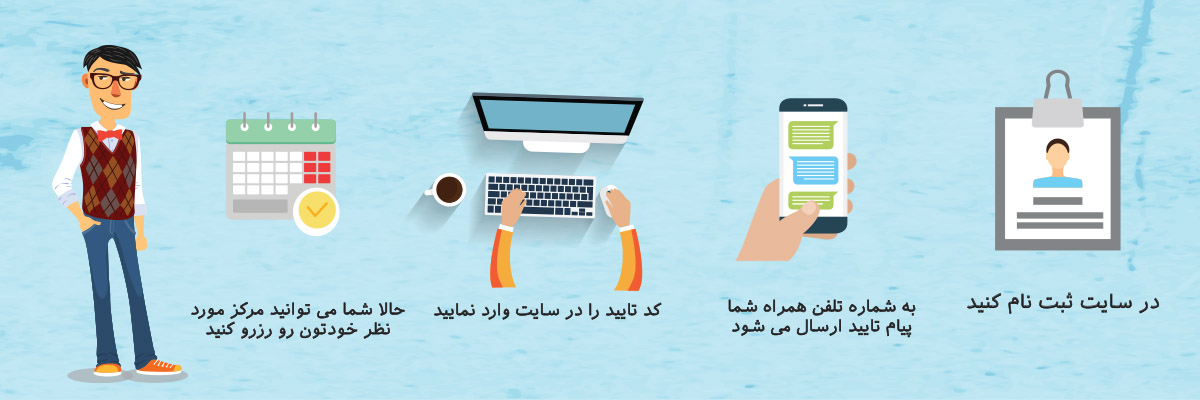 در سایت ثبت نام کنید
به شماره تلفن همراه شما
پیام تایید ارسال می شود
کد تایید را در سایت وارد نمایید
حالا شما می توانید مرکز مورد
نظر خودتون رو رزرو کنید